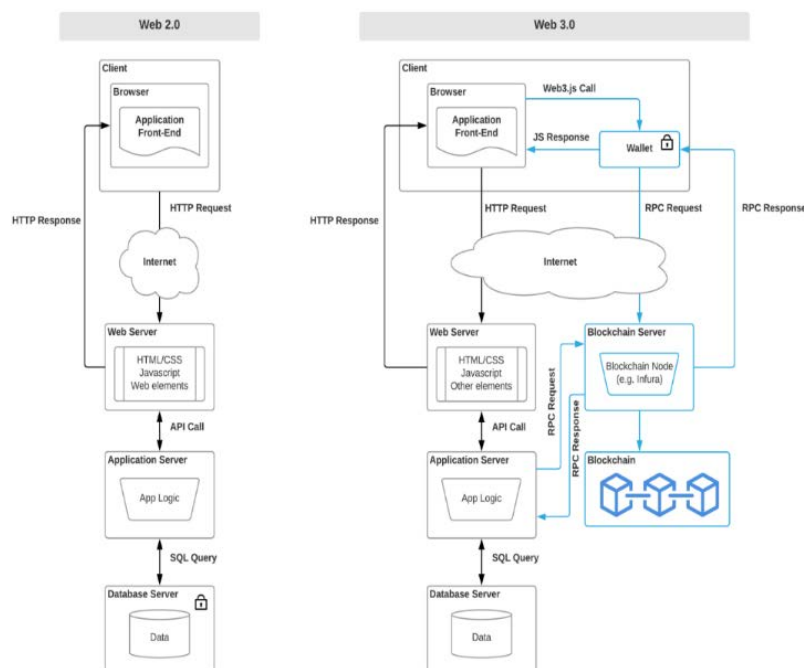 Web 2.0
Client
Browser
Application
Front-End
HTTP Request
HTTP Response
Internet
Web Server
HTML/CSS
Javascript
Web elements
API Call
Application Server
App Logic
SQL Query
Database Server
Data
Web 3.0
Client
Browser
Application
Front-End
Web3.js Call
JS Response
Wallet
HTTP Request
RPC Request
HTTP Response
RPC Response
Internet
Web Server
HTML/CSS
Javascript
Other elements
Blockchain Server
Blockchain Node
(e.g. Infura)
RPC Request
RPC Response
API Call
Application Server
App Logic
Blockchain
SQL Query
Database Server
Data